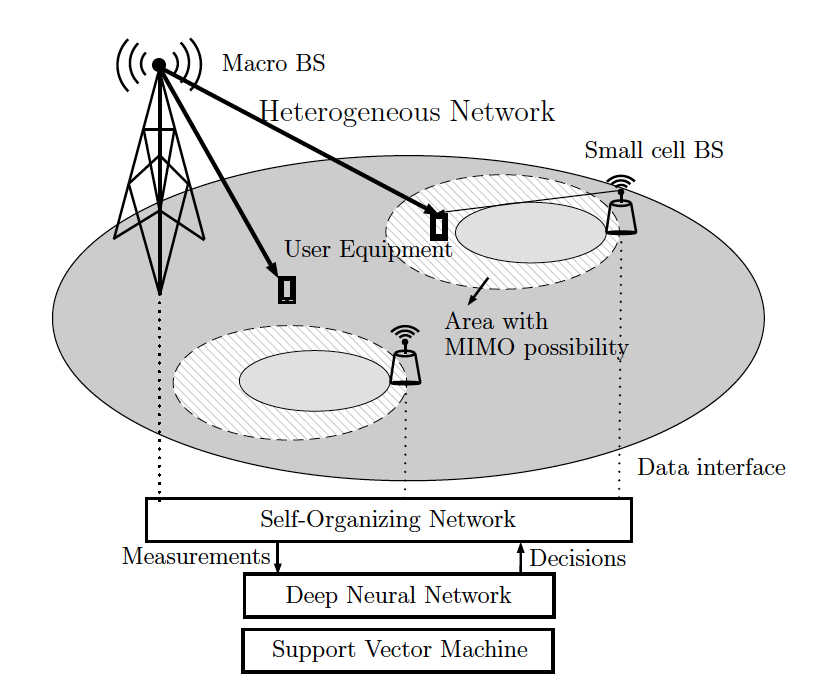 Macro BS
Heterogeneous Network
Small cell BS
User Equipment
Area with
MIMO possibility
Data interface
Self-Organizing Network
Measurements
Decisions
Deep Neural Network
Support Vector Machine